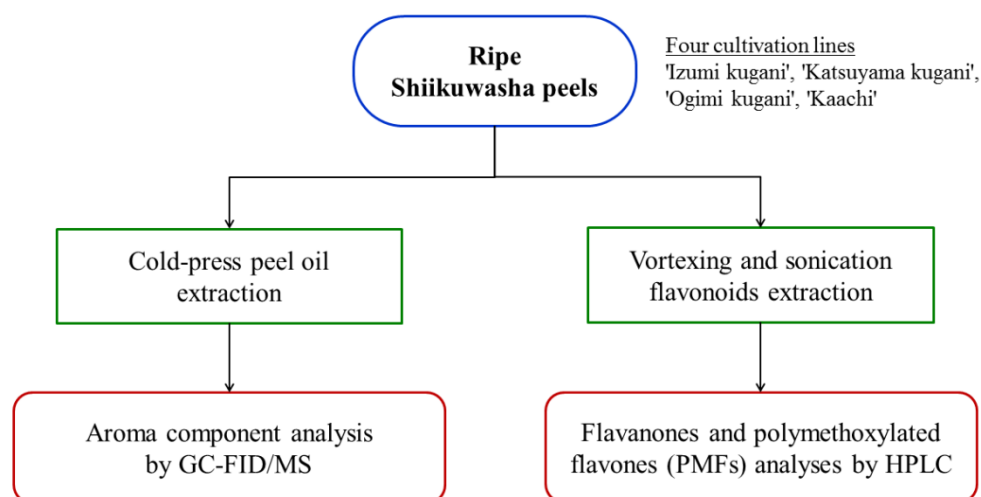 Ripe
Shiikuwasha peels
Four cultivation lines
'Izumi kugani', 'Katsuyama kugani',
'Ogimi kugani', 'Kaachi'
Cold-press peel oil
extraction
Vortexing and sonication
flavonoids extraction
Aroma component analysis
by GC-FID/MS
Flavanones and polymethoxylated
flavones (PMFs) analyses by HPLC